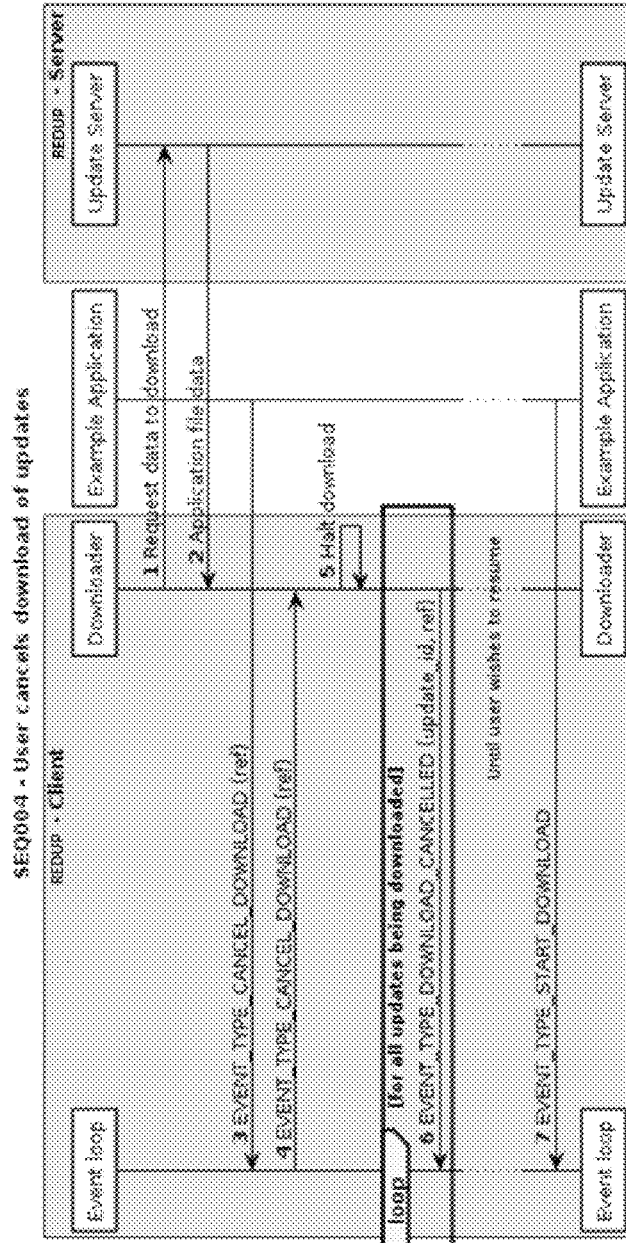 SEQ004 - User cancels download of updates
REDUP - Client
REDUP - Server
Event loop
Downloader
Example Application
Update Server
1 Request data to download
2 Application file data
3 EVENT_TYPE_CANCEL_DOWNLOAD (ref)
4 EVENT_TYPE_CANCEL_DOWNLOAD (ref)
5 Halt download
loop
[for all updates being downloaded]
6 EVENT_TYPE_DOWNLOAD_CANCELLED (update_id, ref)
Until user wishes to resume
7 EVENT_TYPE_START_DOWNLOAD
Event loop
Downloader
Example Application
Update Server